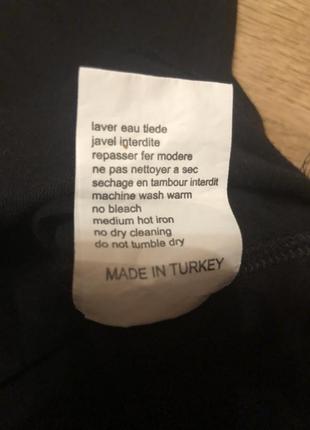 laver eau tiede
javel interdite
repasser fer modere
ne pas nettoyer a sec
sechage en tambour interdit
machine wash warm
no bleach
medium hot iron
no dry cleaning
do not tumble dry
MADE IN TURKEY